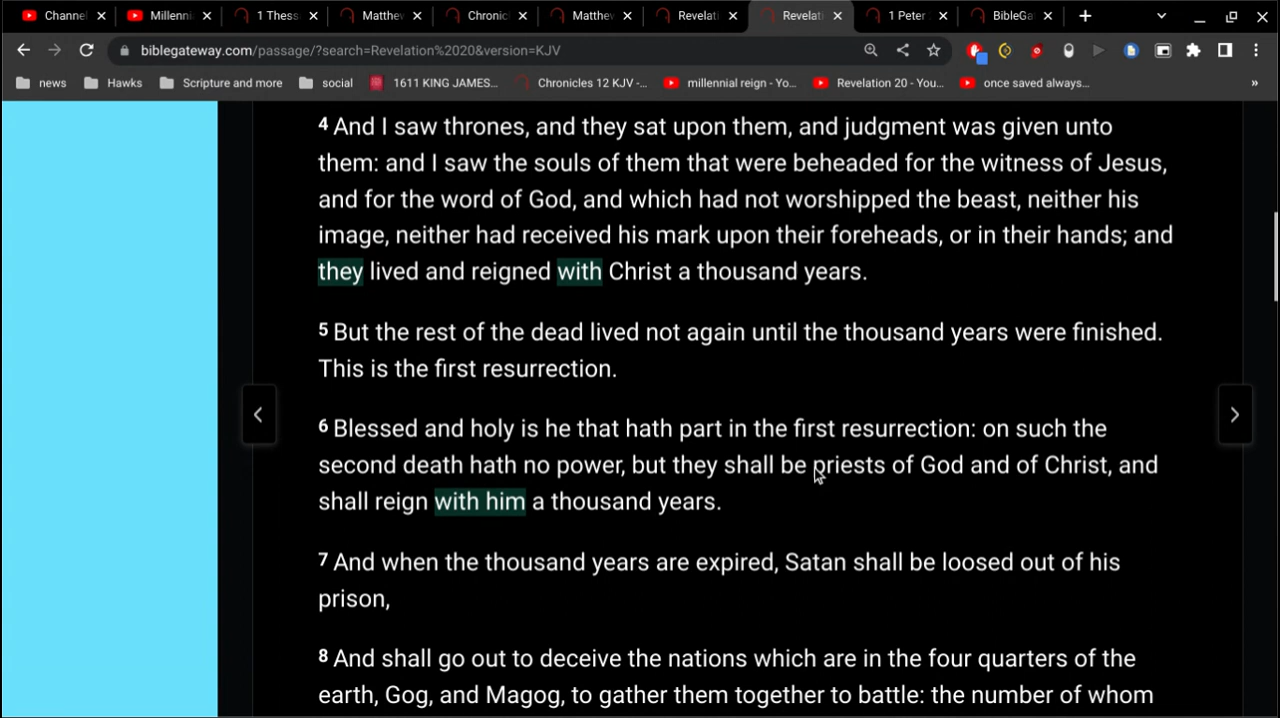 Channel
Millenni
1 Thess
Matthew
Chronic
Matthew
Revelati
Revelati
1 Peter
BibleGa
biblegateway.com/passage/?search=Revelation%2020&version=KJV
news
Hawks
Scripture and more
social
1611 KING JAMES...
Chronicles 12 KJV -...
millennial reign - Yo...
Revelation 20 - You...
once saved always...
»
4 And I saw thrones, and they sat upon them, and judgment was given unto
them: and I saw the souls of them that were beheaded for the witness of Jesus,
and for the word of God, and which had not worshipped the beast, neither his
image, neither had received his mark upon their foreheads, or in their hands; and
they lived and reigned with Christ a thousand years.
5 But the rest of the dead lived not again until the thousand years were finished.
This is the first resurrection.
6 Blessed and holy is he that hath part in the first resurrection: on such the
second death hath no power, but they shall be priests of God and of Christ, and
shall reign with him a thousand years.
7 And when the thousand years are expired, Satan shall be loosed out of his
prison,
8 And shall go out to deceive the nations which are in the four quarters of the
earth, Gog, and Magog, to gather them together to battle: the number of whom